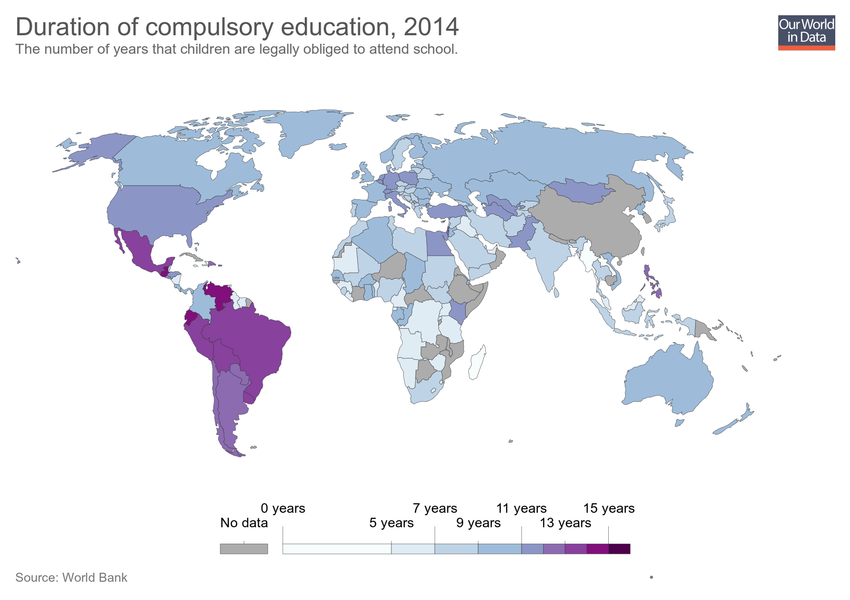 Duration of compulsory education, 2014
The number of years that children are legally obliged to attend school.
Our World
in Data
0 years
7 years
11 years
15 years
No data
5 years
9 years
13 years
Source: World Bank